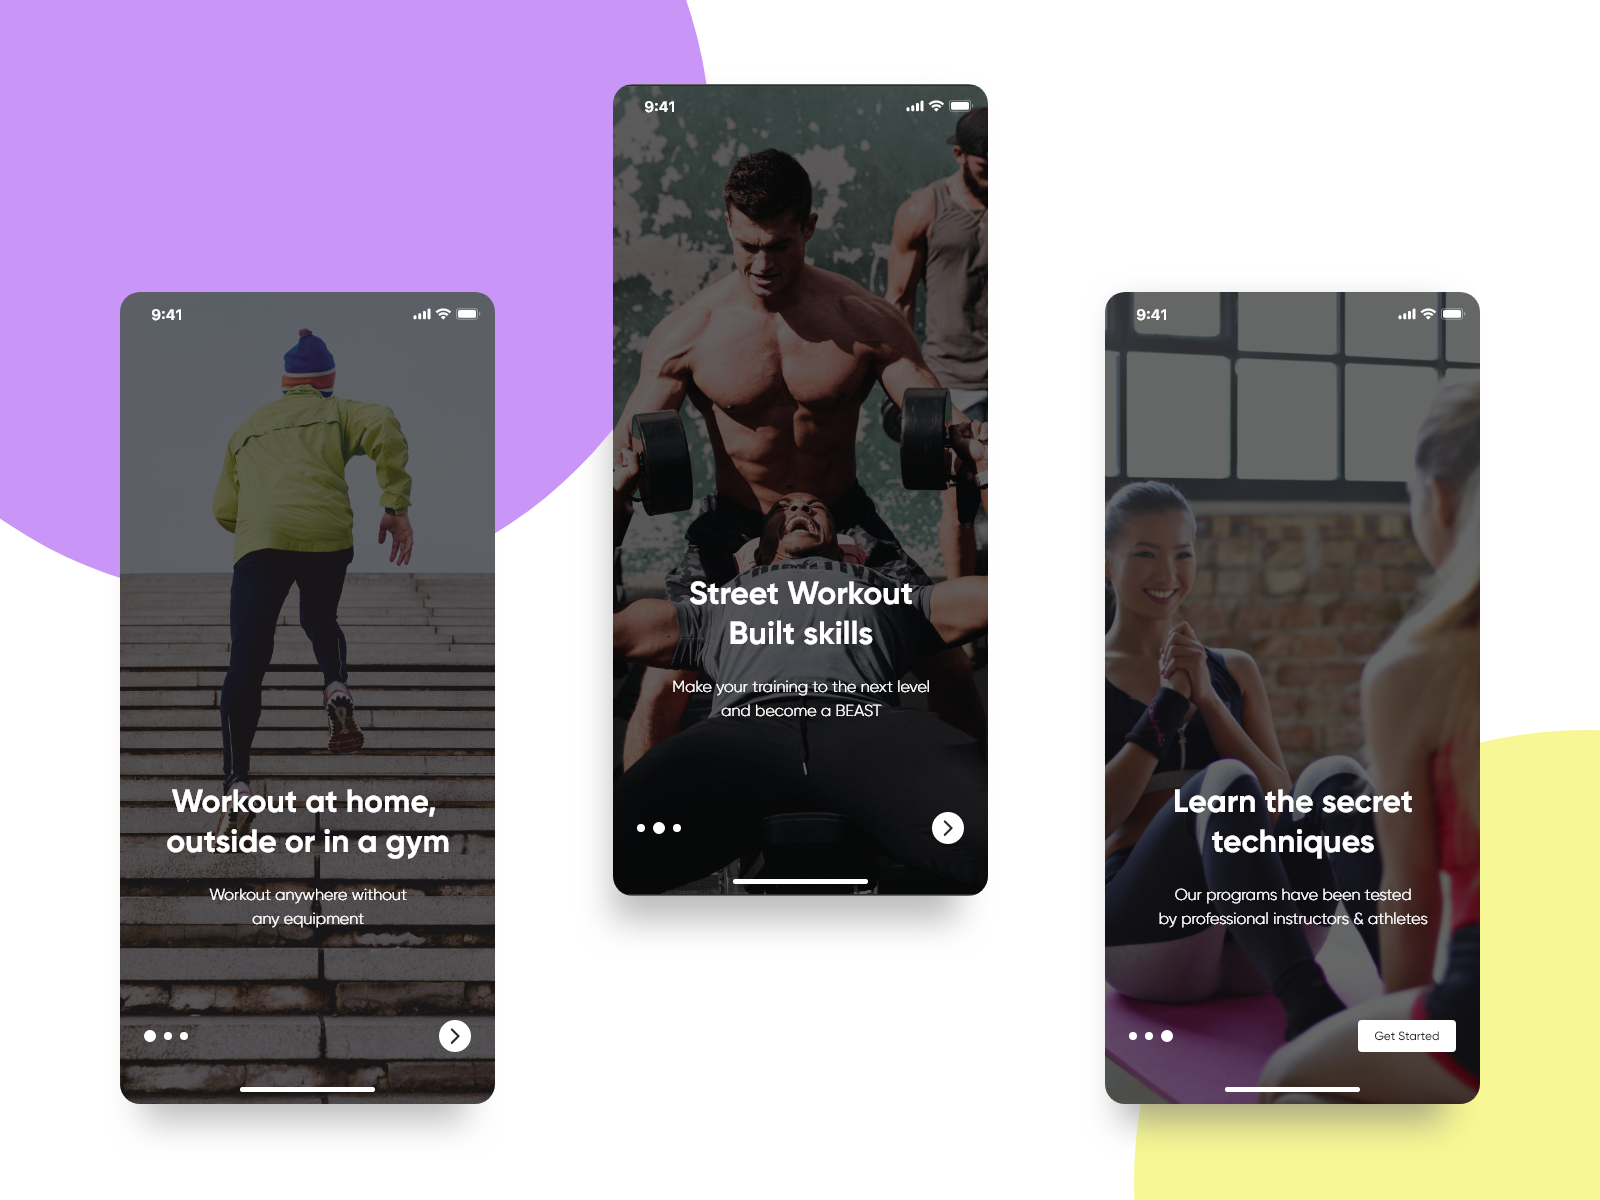 9:41
Workout at home,
outside or in a gym
Workout anywhere without
any equipment
9:41
Street Workout
Built skills
Make your training to the next level
and become a BEAST
9:41
Learn the secret
techniques
Our programs have been tested
by professional instructors & athletes
Get Started